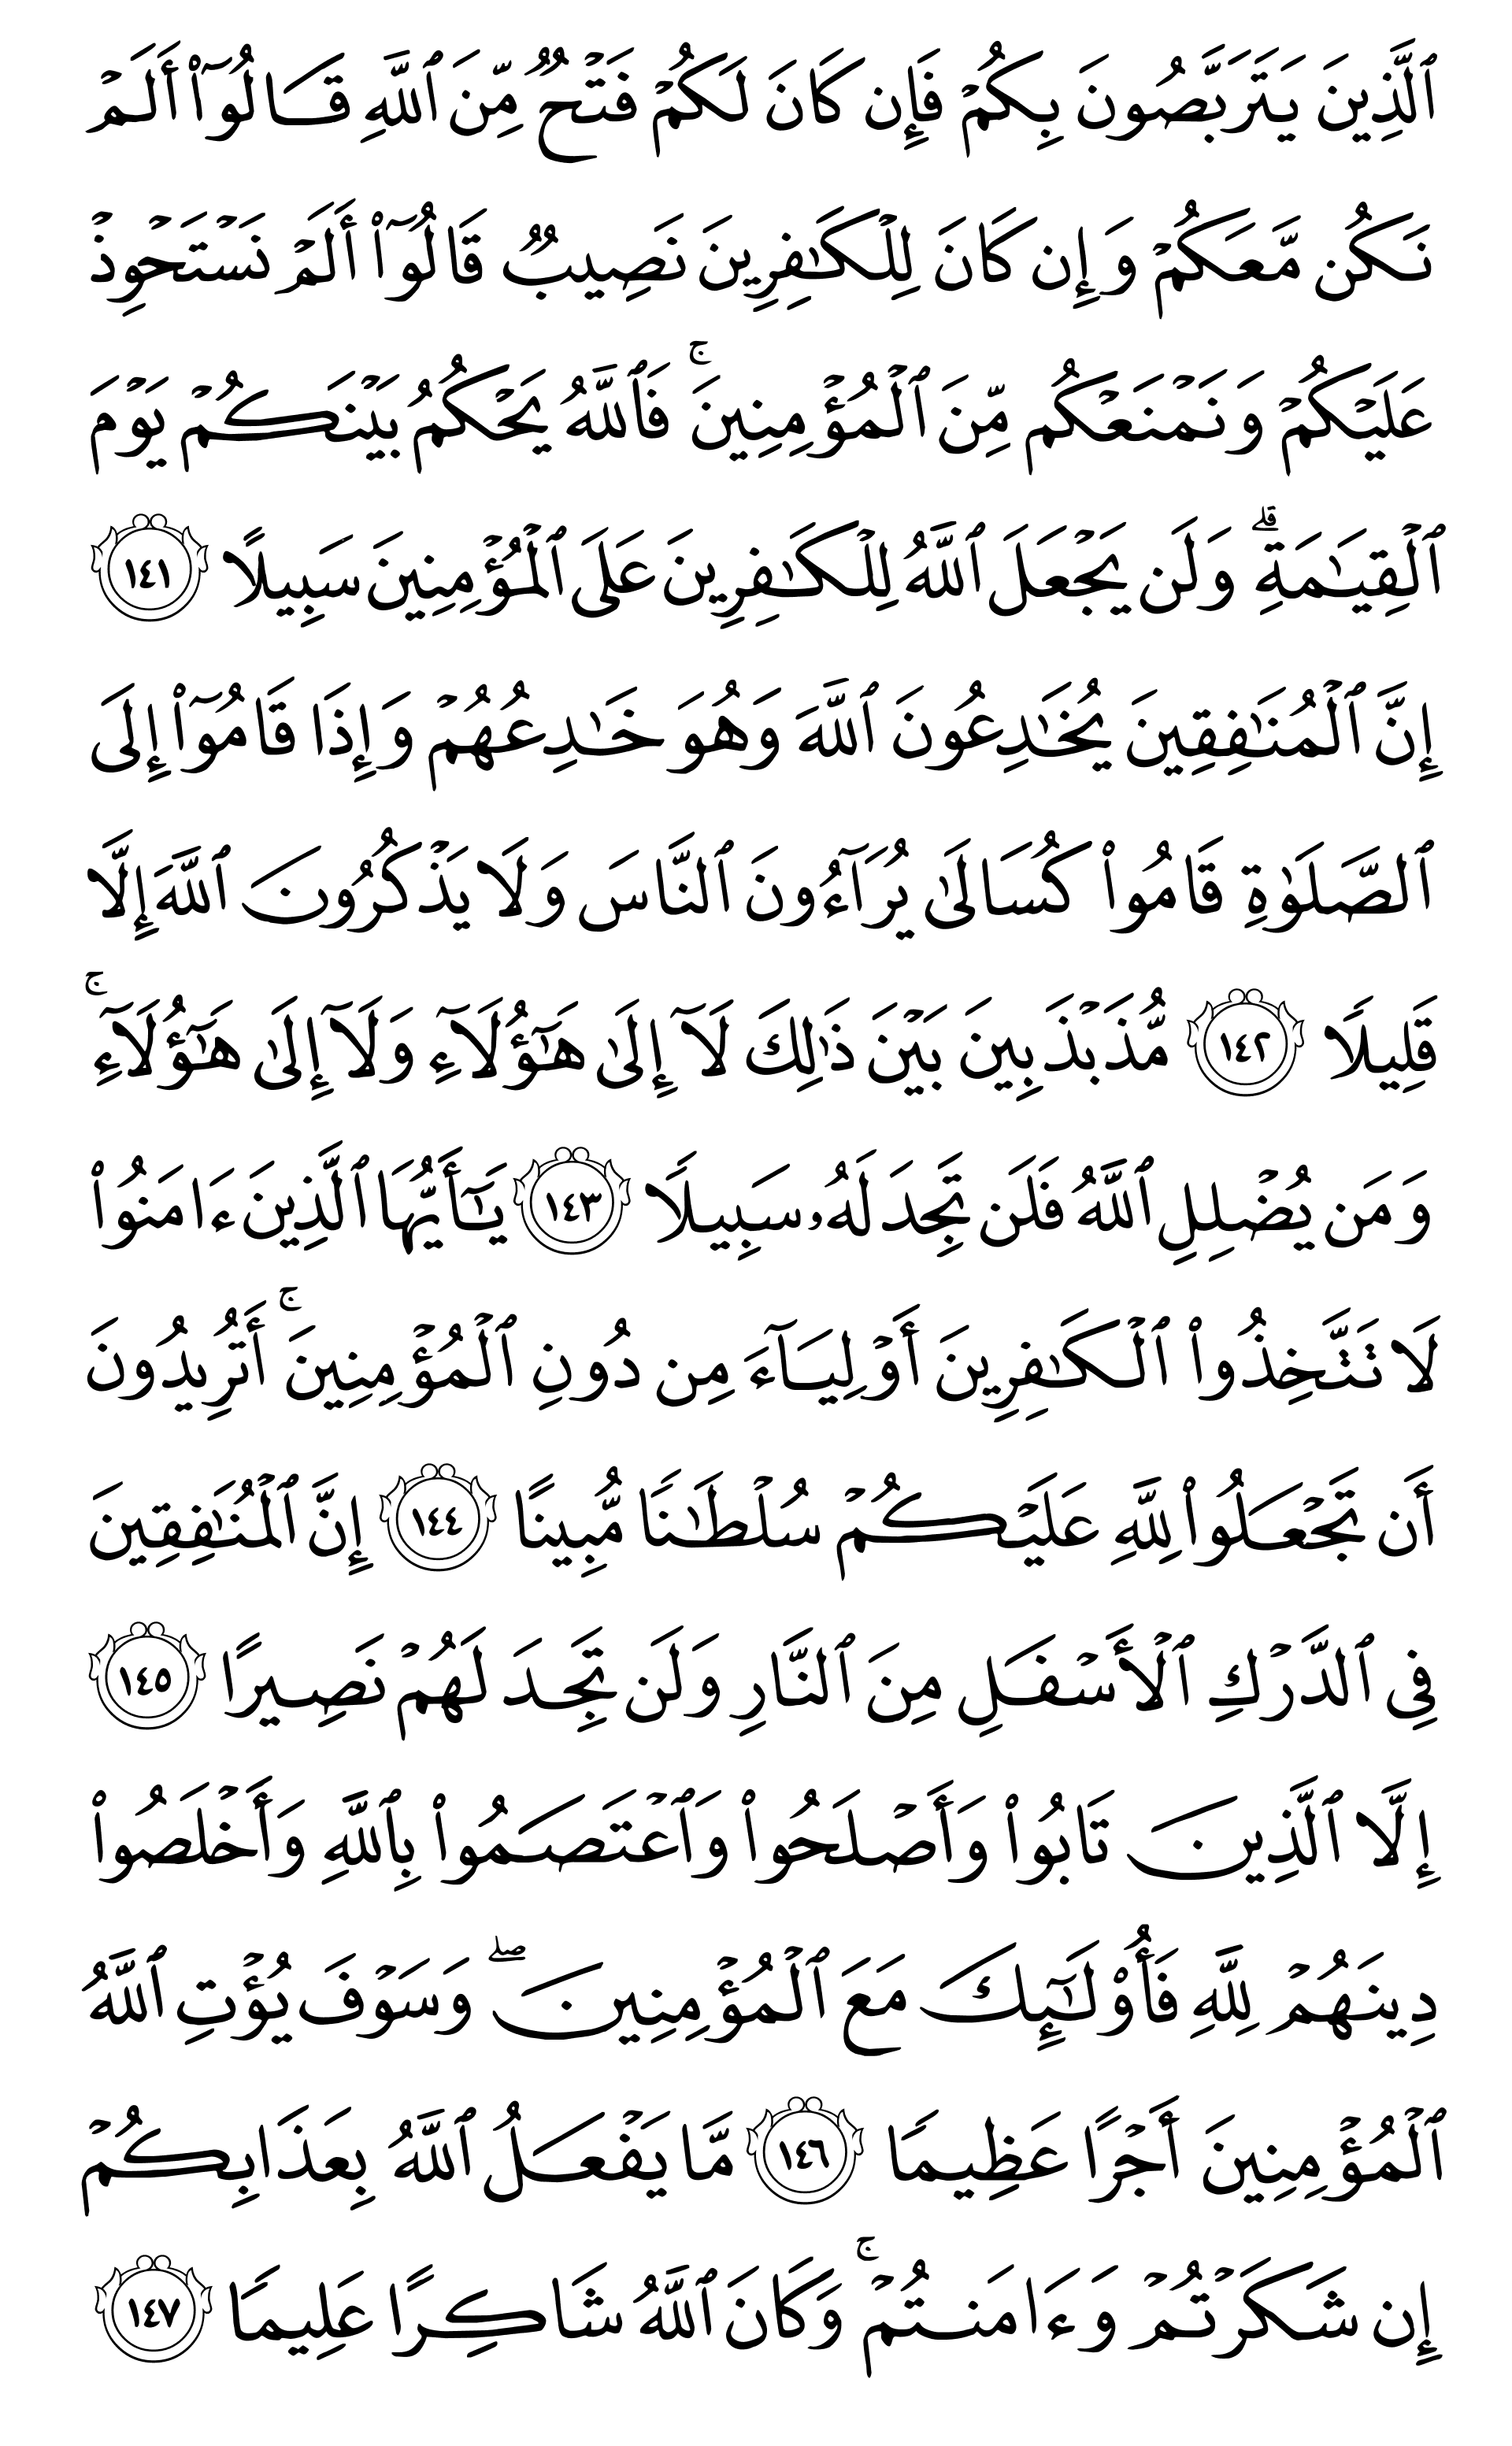 ٱلَّذِينَ يَتَرَبَّصُونَ بِكُمْ فَإِن كَانَ لَكُمْ فَتْحٌ مِّنَ ٱللَّهِ قَالُوٓا۟ أَلَمْ
نَكُن مَّعَكُمْ وَإِن كَانَ لِلْكَـٰفِرِينَ نَصِيبٌ قَالُوٓا۟ أَلَمْ نَسْتَحْوِذْ
عَلَيْكُمْ وَنَمْنَعْكُم مِّنَ ٱلْمُؤْمِنِينَ ۚ فَٱللَّهُ يَحْكُمُ بَيْنَكُمْ يَوْمَ
ٱلْقِيَـٰمَةِ ۗ وَلَن يَجْعَلَ ٱللَّهُ لِلْكَـٰفِرِينَ عَلَى ٱلْمُؤْمِنِينَ سَبِيلًا ١٤١
إِنَّ ٱلْمُنَـٰفِقِينَ يُخَـٰدِعُونَ ٱللَّهَ وَهُوَ خَـٰدِعُهُمْ وَإِذَا قَامُوٓا۟ إِلَى
ٱلصَّلَوٰةِ قَامُوا۟ كُسَالَىٰ يُرَآءُونَ ٱلنَّاسَ وَلَا يَذْكُرُونَ ٱللَّهَ إِلَّا
قَلِيلًا ١٤٢ مُّذَبْذَبِينَ بَيْنَ ذَٰلِكَ لَآ إِلَىٰ هَـٰٓؤُلَآءِ وَلَآ إِلَىٰ هَـٰٓؤُلَآءِ ۚ
وَمَن يُضْلِلِ ٱللَّهُ فَلَن تَجِدَ لَهُۥ سَبِيلًا ١٤٣ يَـٰٓأَيُّهَا ٱلَّذِينَ ءَامَنُوا۟
لَا تَتَّخِذُوا۟ ٱلْكَـٰفِرِينَ أَوْلِيَآءَ مِن دُونِ ٱلْمُؤْمِنِينَ ۚ أَتُرِيدُونَ
أَن تَجْعَلُوا۟ لِلَّهِ عَلَيْكُمْ سُلْطَـٰنًا مُّبِينًا ١٤٤ إِنَّ ٱلْمُنَـٰفِقِينَ
فِى ٱلدَّرْكِ ٱلْأَسْفَلِ مِنَ ٱلنَّارِ وَلَن تَجِدَ لَهُمْ نَصِيرًا ١٤٥
إِلَّا ٱلَّذِينَ تَابُوا۟ وَأَصْلَحُوا۟ وَٱعْتَصَمُوا۟ بِٱللَّهِ وَأَخْلَصُوا۟
دِينَهُمْ لِلَّهِ فَأُو۟لَـٰٓئِكَ مَعَ ٱلْمُؤْمِنِينَ ۖ وَسَوْفَ يُؤْتِ ٱللَّهُ
ٱلْمُؤْمِنِينَ أَجْرًا عَظِيمًا ١٤٦ مَّا يَفْعَلُ ٱللَّهُ بِعَذَابِكُمْ
إِن شَكَرْتُمْ وَءَامَنتُمْ ۚ وَكَانَ ٱللَّهُ شَاكِرًا عَلِيمًا ١٤٧